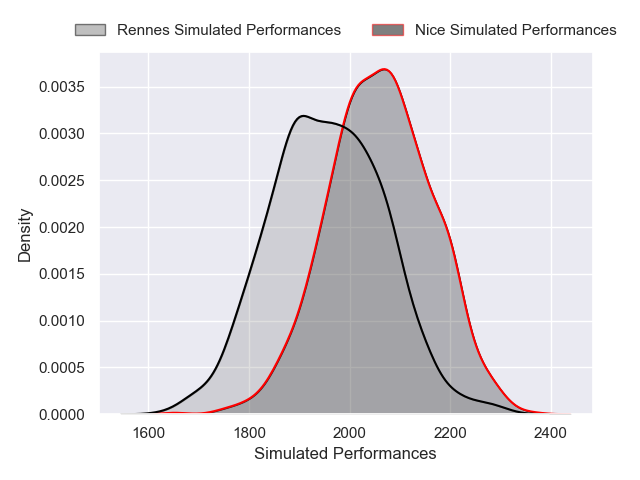 Rennes Simulated Performances Nice Simulated Performances
0.0035
0.0030
0.0025
0.0020
0.0015
0.0010
0.0005
0.0000
Density
1600 1800 2000 2200 2400
Simulated Performances